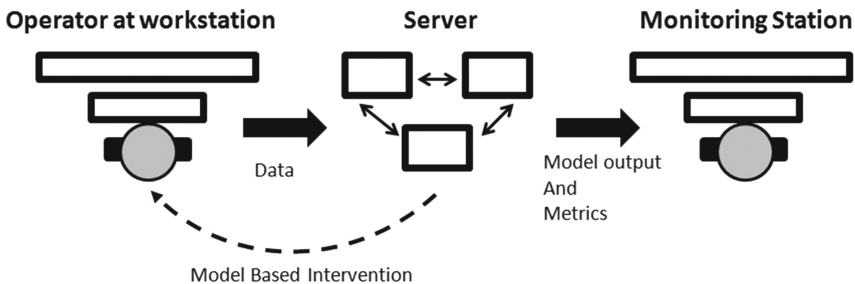 Operator at workstation
Server
Monitoring Station
Data
Model output
And
Metrics
Model Based Intervention